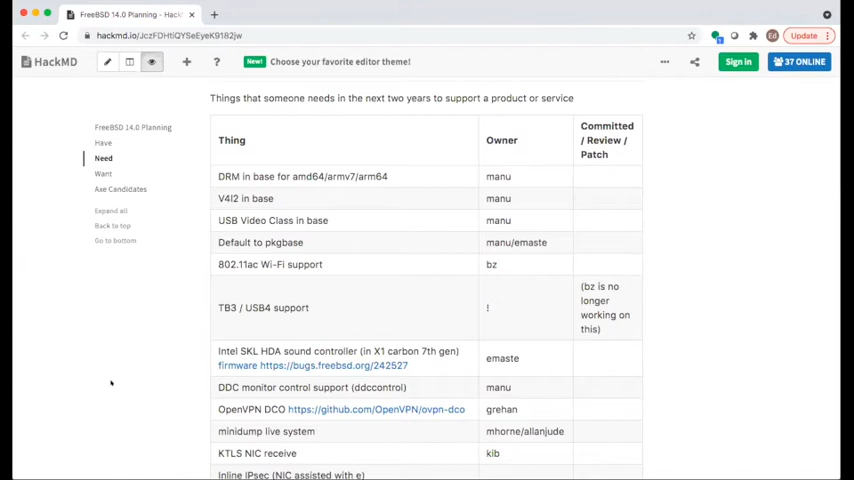 FreeBSD 14.0 Planning - HackMD
hackmd.io/JczFDHtiQYSeEyeK9182jw
Ed
Update
HackMD
New! Choose your favorite editor theme!
Sign in
37 ONLINE
FreeBSD 14.0 Planning
Have
Need
Want
Axe Candidates
Expand all
Back to top
Go to bottom
Things that someone needs in the next two years to support a product or service
Thing Owner Committed
/ Review /
Patch
DRM in base for amd64/armv7/arm64 manu
V4l2 in base manu
USB Video Class in base manu
Default to pkgbase manu/emaste
802.11ac Wi-Fi support bz
TB3 / USB4 support ! (bz is no
longer
working on
this)
Intel SKL HDA sound controller (in X1 carbon 7th gen)
firmware https://bugs.freebsd.org/242527 emaste
DDC monitor control support (ddccontrol) manu
OpenVPN DCO https://github.com/OpenVPN/ovpn-dco grehan
minidump live system mhorne/allanjude
KTLS NIC receive kib
Inline IPsec (NIC assisted with e)